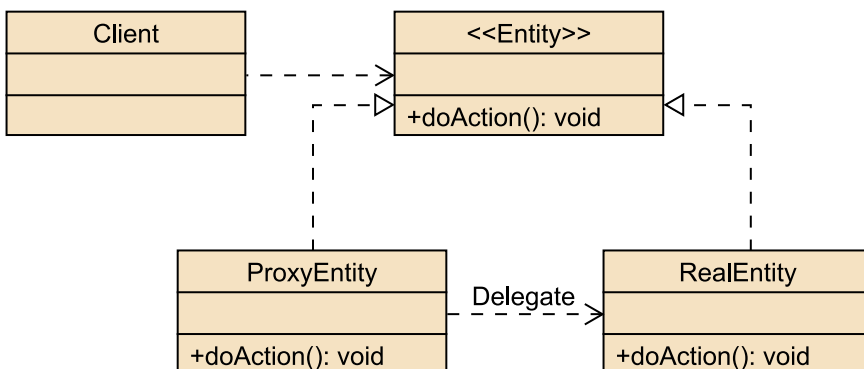 Client
<<Entity>>
+doAction(): void
ProxyEntity
RealEntity
Delegate
+doAction(): void
+doAction(): void